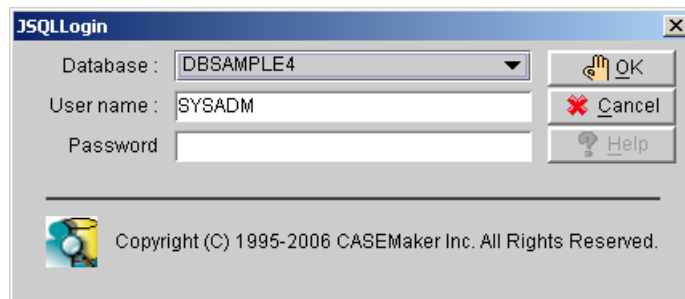 JSQLLogin
Database : DBSAMPLE4 OK
User name : SYSADM Cancel
Password Help
Copyright (C) 1995-2006 CASEMaker Inc. All Rights Reserved.